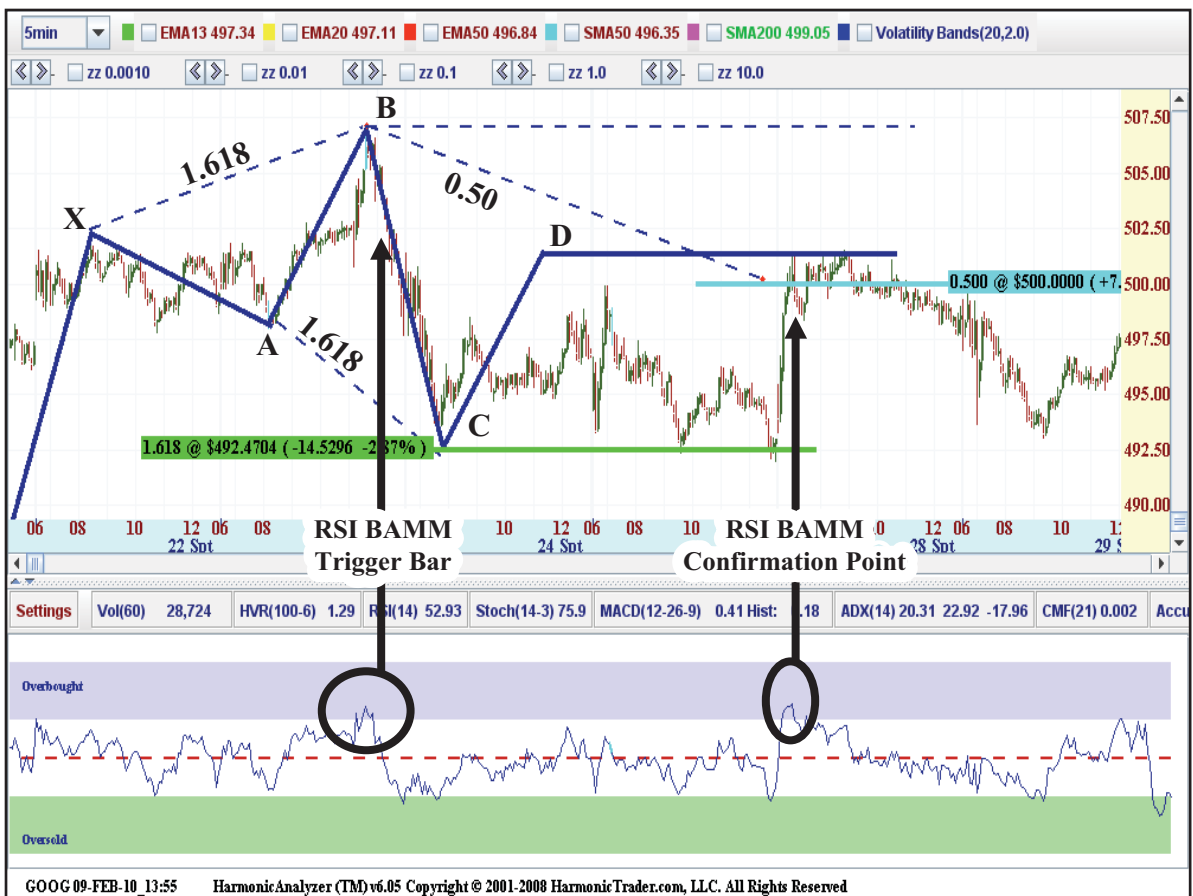 5min EMA13 497.34 EMA20 497.11 EMA50 496.84 SMA50 496.35 SMA200 499.05 Volatility Bands(20,2.0)
zz 0.0010 zz 0.01 zz 0.1 zz 1.0 zz 10.0
B
507.50
1.618
505.00
0.50
X
502.50
D
500.00
0.500 @ $500.0000 ( +7.
A
1.618
497.50
495.00
C
1.618 @ $492.4704 ( -14.5296 -2.87% )
492.50
490.00
06 08 10 12 06 08 10 12 06 08 10 0 12 06 08 10
22 Spt 24 Spt 28 Spt 29 S
RSI BAMM
Trigger Bar
RSI BAMM
Confirmation Point
Settings Vol(60) 28,724 HVR(100-6) 1.29 RSI(14) 52.93 Stoch(14-3) 75.9 MACD(12-26-9) 0.41 Hist: .18 ADX(14) 20.31 22.92 -17.96 CMF(21) 0.002 Accu
Overbought
Oversold
GOOG 09-FEB-10_13:55 HarmonicAnalyzer (TM) v6.05 Copyright © 2001-2008 HarmonicTrader.com, LLC. All Rights Reserved